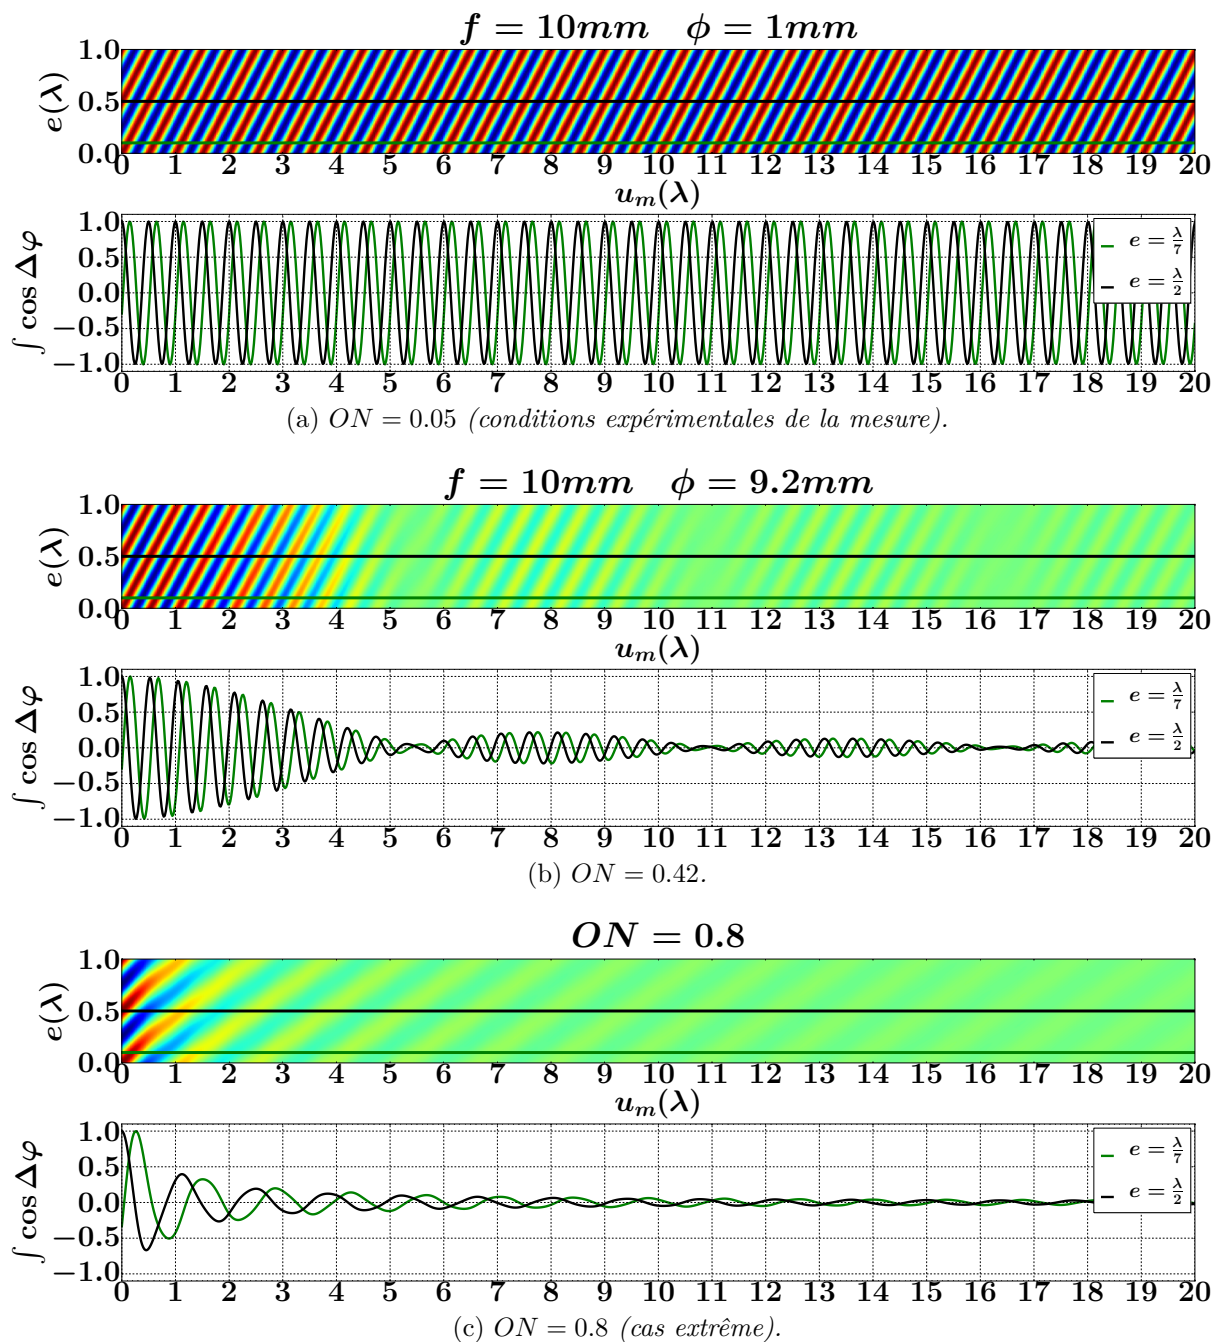 f = 10mm ϕ = 1mm
1.0
0.5
0.0
e(λ)
0 1 2 3 4 5 6 7 8 9 10 11 12 13 14 15 16 17 18 19 20
u_m(λ)
1.0
0.5
0.0
−0.5
−1.0
∫ cos Δφ
e = λ/7
e = λ/2
0 1 2 3 4 5 6 7 8 9 10 11 12 13 14 15 16 17 18 19 20
(a) ON = 0.05 (conditions expérimentales de la mesure).
f = 10mm ϕ = 9.2mm
1.0
0.5
0.0
e(λ)
0 1 2 3 4 5 6 7 8 9 10 11 12 13 14 15 16 17 18 19 20
u_m(λ)
1.0
0.5
0.0
−0.5
−1.0
∫ cos Δφ
e = λ/7
e = λ/2
0 1 2 3 4 5 6 7 8 9 10 11 12 13 14 15 16 17 18 19 20
(b) ON = 0.42.
ON = 0.8
1.0
0.5
0.0
e(λ)
0 1 2 3 4 5 6 7 8 9 10 11 12 13 14 15 16 17 18 19 20
u_m(λ)
1.0
0.5
0.0
−0.5
−1.0
∫ cos Δφ
e = λ/7
e = λ/2
0 1 2 3 4 5 6 7 8 9 10 11 12 13 14 15 16 17 18 19 20
(c) ON = 0.8 (cas extrême).